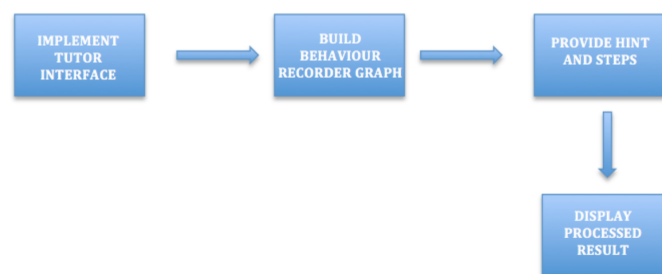 IMPLEMENT
TUTOR
INTERFACE
BUILD
BEHAVIOUR
RECORDER GRAPH
PROVIDE HINT
AND STEPS
DISPLAY
PROCESSED
RESULT